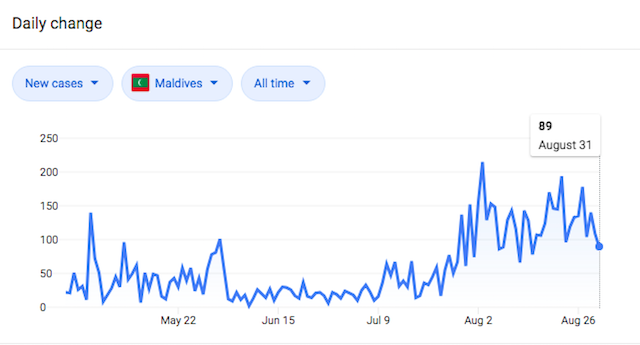 Daily change
New cases
Maldives
All time
89
August 31
250
200
150
100
50
0
May 22
Jun 15
Jul 9
Aug 2
Aug 26